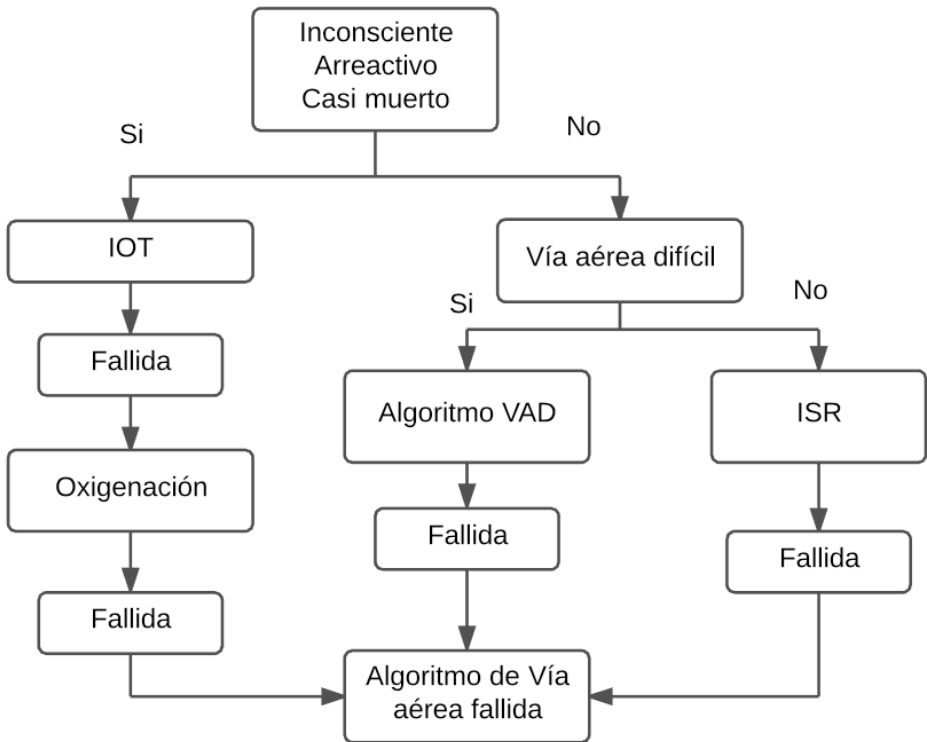 Inconsciente
Arreactivo
Casi muerto
Si
No
IOT
Vía aérea difícil
Si
No
Fallida
Algoritmo VAD
ISR
Oxigenación
Fallida
Fallida
Fallida
Algoritmo de Vía
aérea fallida